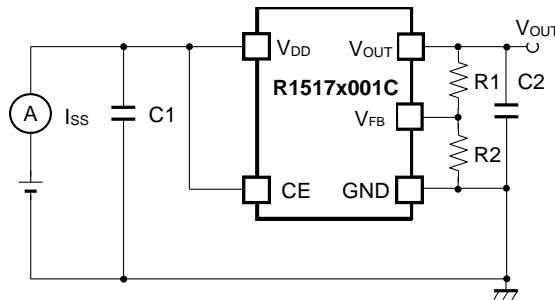 VOUT
VDD
VOUT
R1517x001C
R1
C2
A
ISS
C1
VFB
R2
CE
GND